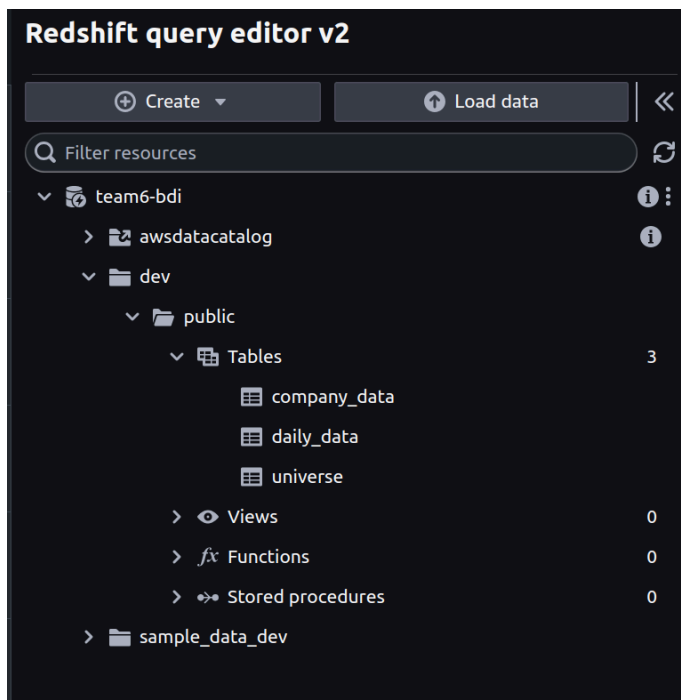 Redshift query editor v2
Create Load data
Filter resources
team6-bdi
awsdatacatalog
dev
public
Tables 3
company_data
daily_data
universe
Views 0
fx Functions 0
Stored procedures 0
sample_data_dev